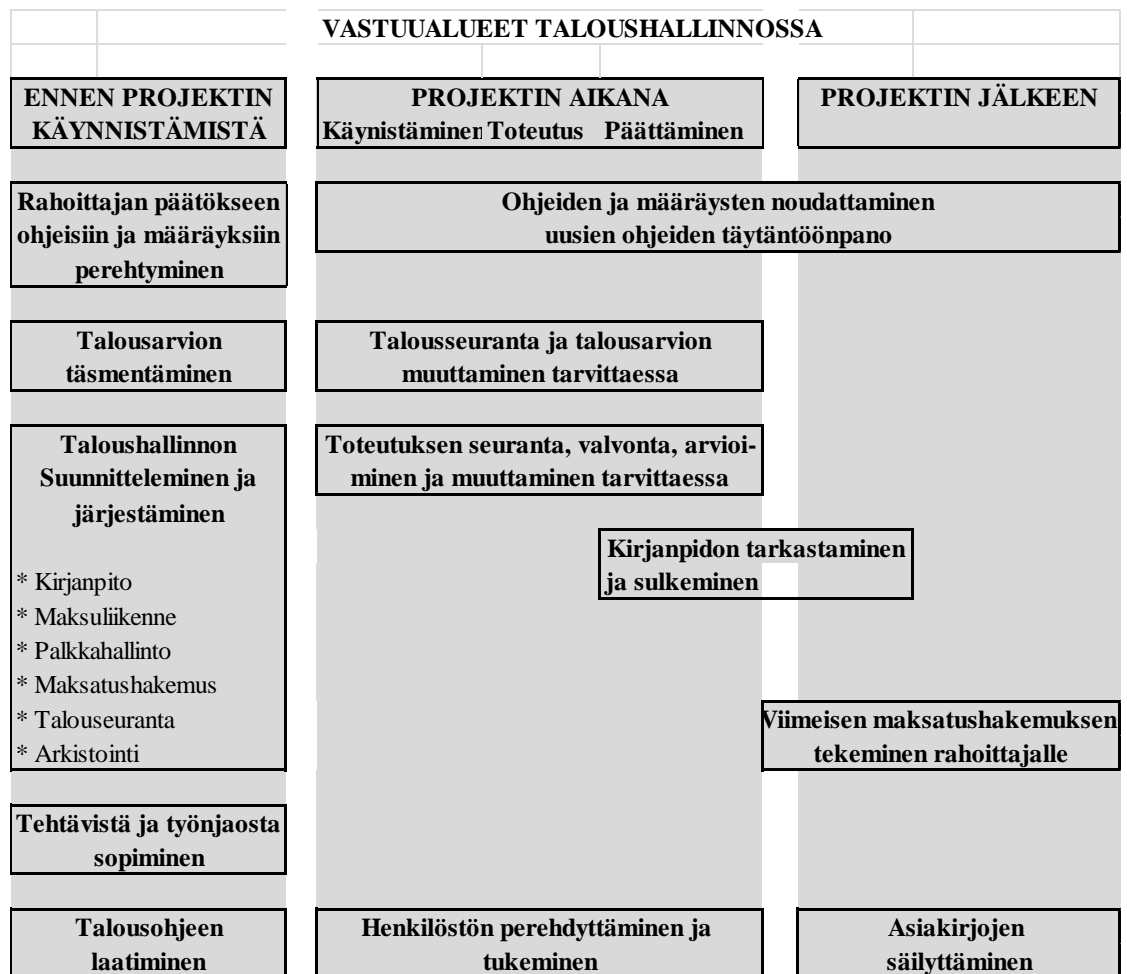 VASTUUALUEET TALOUSHALLINNOSSA
ENNEN PROJEKTIN
KÄYNNISTÄMISTÄ
PROJEKTIN AIKANA
Käynistäminen Toteutus Päättäminen
PROJEKTIN JÄLKEEN
Rahoittajan päätökseen
ohjeisiin ja määräyksiin
perehtyminen
Ohjeiden ja määräysten noudattaminen
uusien ohjeiden täytäntöönpano
Talousarvion
täsmentäminen
Talousseuranta ja talousarvion
muuttaminen tarvittaessa
Taloushallinnon
Suunnitteleminen ja
järjestäminen
* Kirjanpito
* Maksuliikenne
* Palkkahallinto
* Maksatushakemus
* Talouseuranta
* Arkistointi
Toteutuksen seuranta, valvonta, arvioi-
minen ja muuttaminen tarvittaessa
Kirjanpidon tarkastaminen
ja sulkeminen
Viimeisen maksatushakemuksen
tekeminen rahoittajalle
Tehtävistä ja työnjaosta
sopiminen
Talousohjeen
laatiminen
Henkilöstön perehdyttäminen ja
tukeminen
Asiakirjojen
säilyttäminen